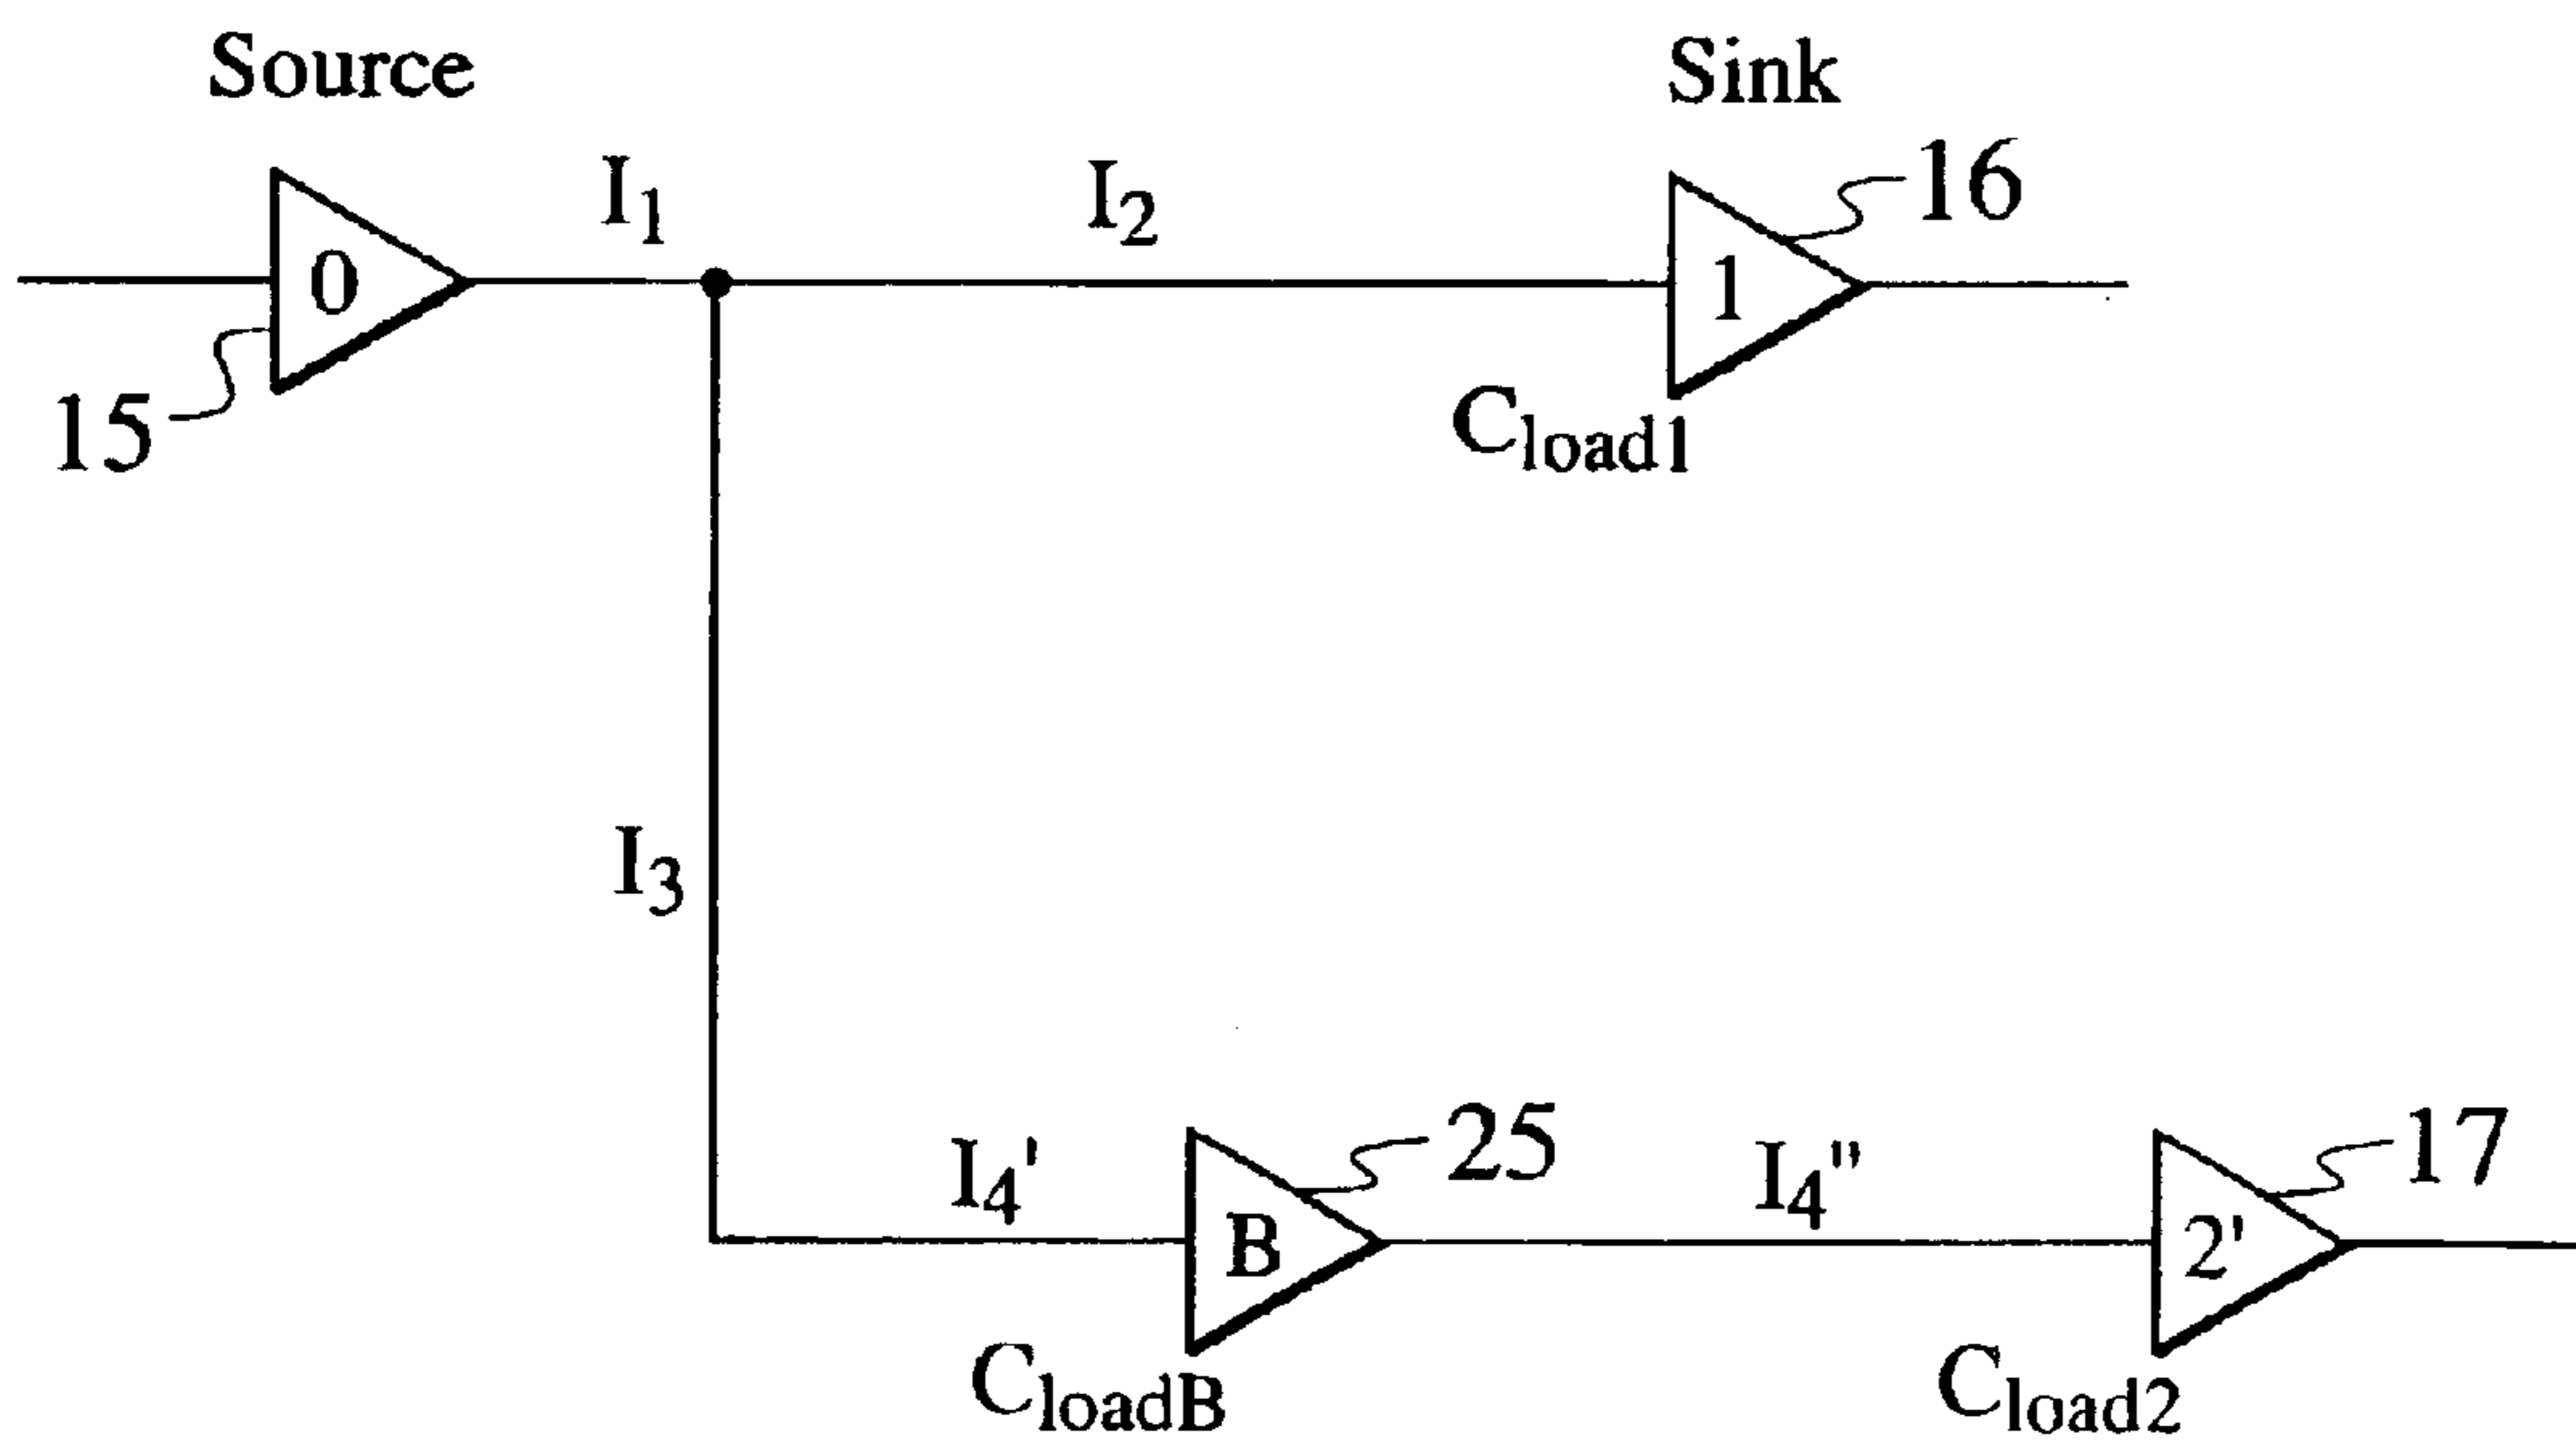 Source
Sink
I1
I2
16
0
1
15
Cload1
I3
I4'
25
I4"
17
B
2'
CloadB
Cload2